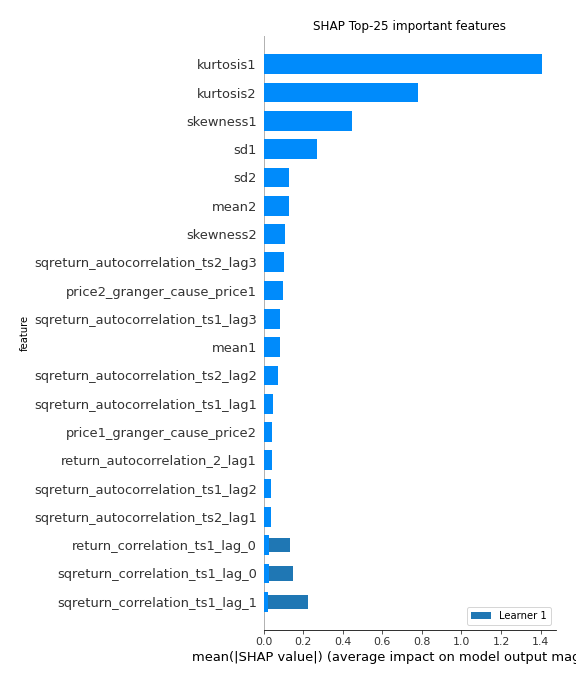 SHAP Top-25 important features
kurtosis1
kurtosis2
skewness1
sd1
sd2
mean2
skewness2
sqreturn_autocorrelation_ts2_lag3
price2_granger_cause_price1
sqreturn_autocorrelation_ts1_lag3
mean1
sqreturn_autocorrelation_ts2_lag2
sqreturn_autocorrelation_ts1_lag1
price1_granger_cause_price2
return_autocorrelation_2_lag1
sqreturn_autocorrelation_ts1_lag2
sqreturn_autocorrelation_ts2_lag1
return_correlation_ts1_lag_0
sqreturn_correlation_ts1_lag_0
sqreturn_correlation_ts1_lag_1
feature
Learner 1
0.0 0.2 0.4 0.6 0.8 1.0 1.2 1.4
mean(|SHAP value|) (average impact on model output mag